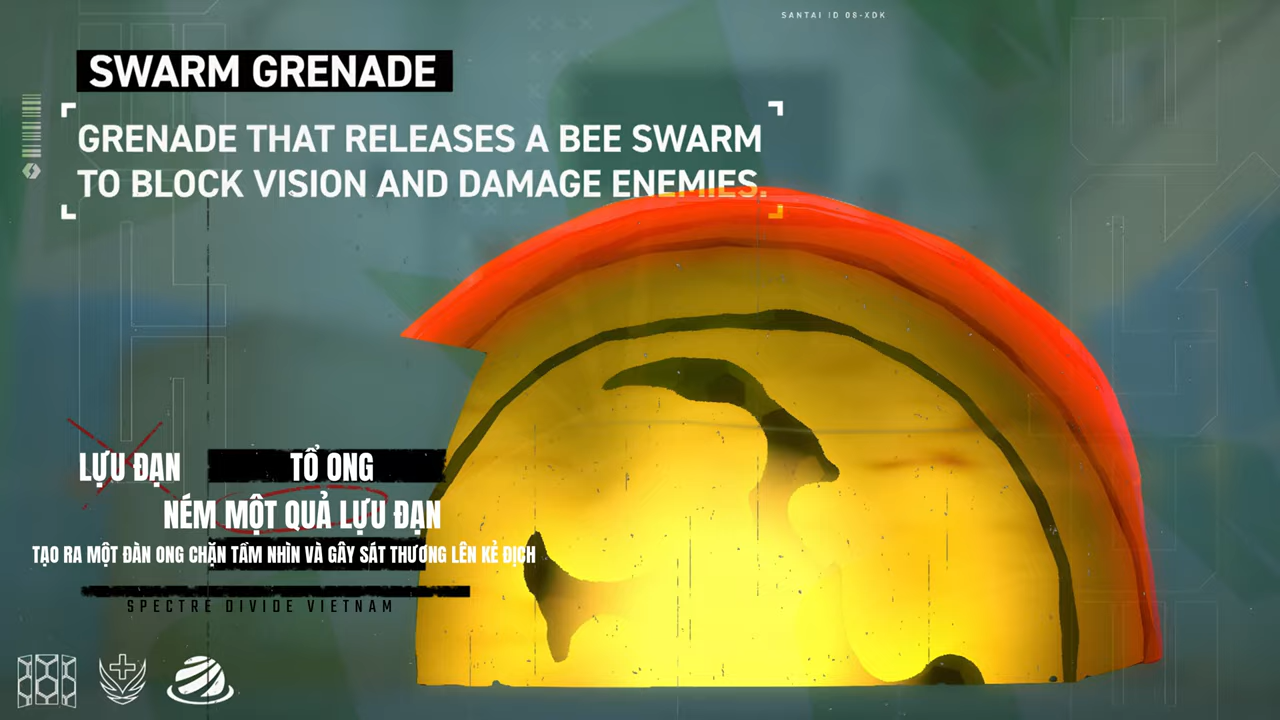 SANTAI ID 08-XDK
SWARM GRENADE
GRENADE THAT RELEASES A BEE SWARM
TO BLOCK VISION AND DAMAGE ENEMIES.
LỰU ĐẠN TỔ ONG
NÉM MỘT QUẢ LỰU ĐẠN
TẠO RA MỘT ĐÀN ONG CHẶN TẦM NHÌN VÀ GÂY SÁT THƯƠNG LÊN KẺ ĐỊCH
SPECTRE DIVIDE VIETNAM